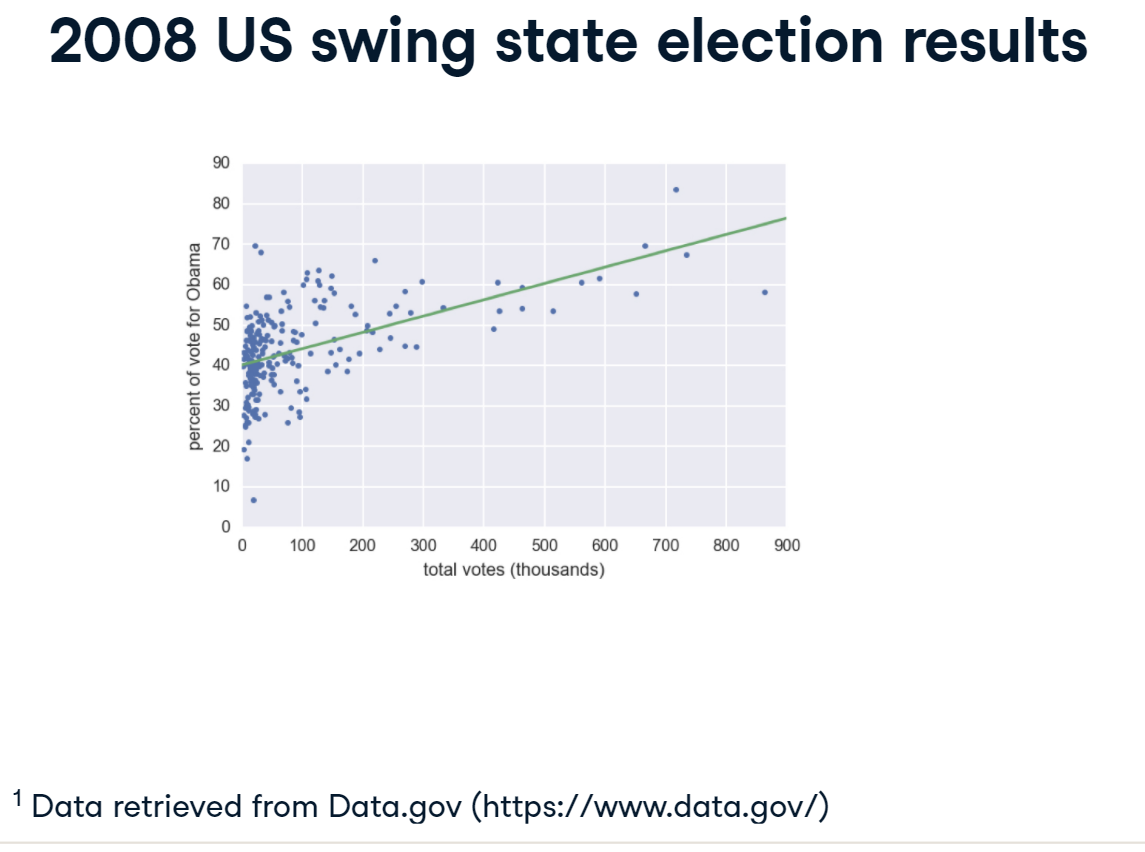 2008 US swing state election results
90
80
70
60
50
40
30
20
10
0
percent of vote for Obama
0 100 200 300 400 500 600 700 800 900
total votes (thousands)
1 Data retrieved from Data.gov (https://www.data.gov/)